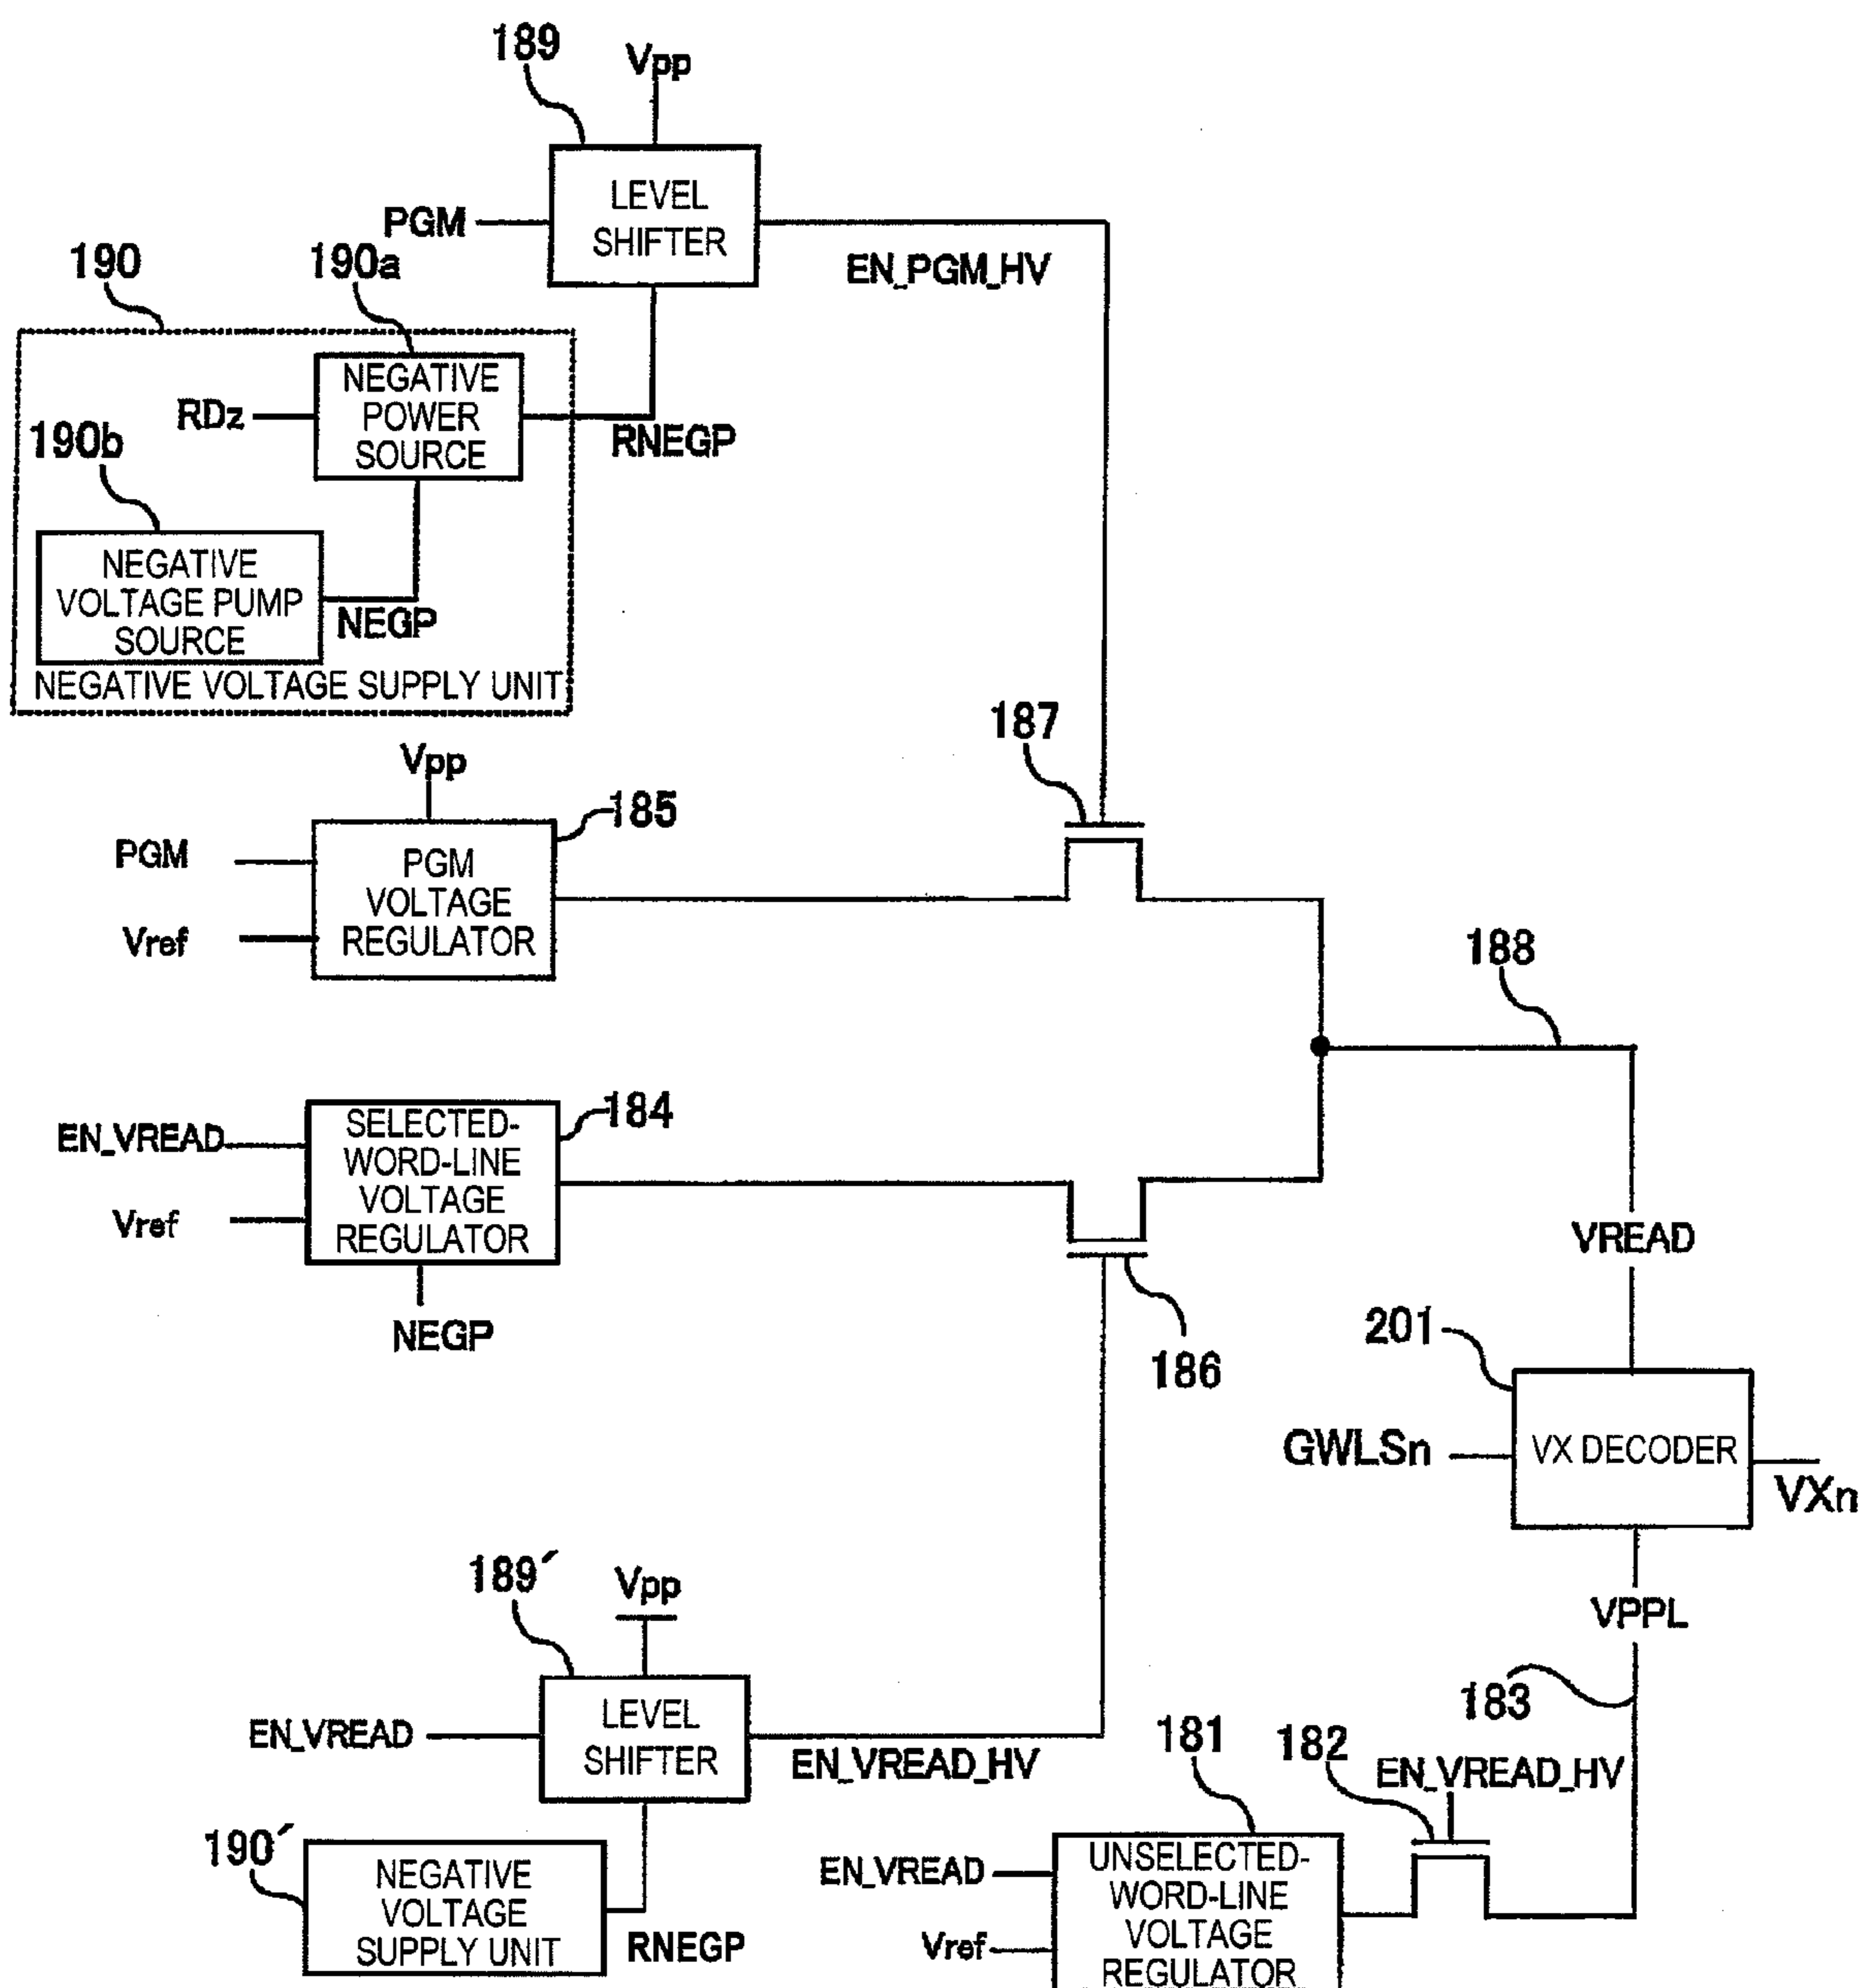 189
Vpp
LEVEL
SHIFTER
PGM
EN_PGM_HV
190
190a
NEGATIVE
POWER
SOURCE
RDz
RNEGP
190b
NEGATIVE
VOLTAGE PUMP
SOURCE
NEGP
NEGATIVE VOLTAGE SUPPLY UNIT
187
Vpp
185
PGM
PGM
VOLTAGE
REGULATOR
Vref
188
184
EN_VREAD
SELECTED-
WORD-LINE
VOLTAGE
REGULATOR
Vref
NEGP
VREAD
186
201
GWLSn
VX DECODER
VXn
VPPL
189´
Vpp
183
EN_VREAD
LEVEL
SHIFTER
EN_VREAD_HV
181
182
EN_VREAD_HV
190´
NEGATIVE
VOLTAGE
SUPPLY UNIT
RNEGP
EN_VREAD
UNSELECTED-
WORD-LINE
VOLTAGE
REGULATOR
Vref